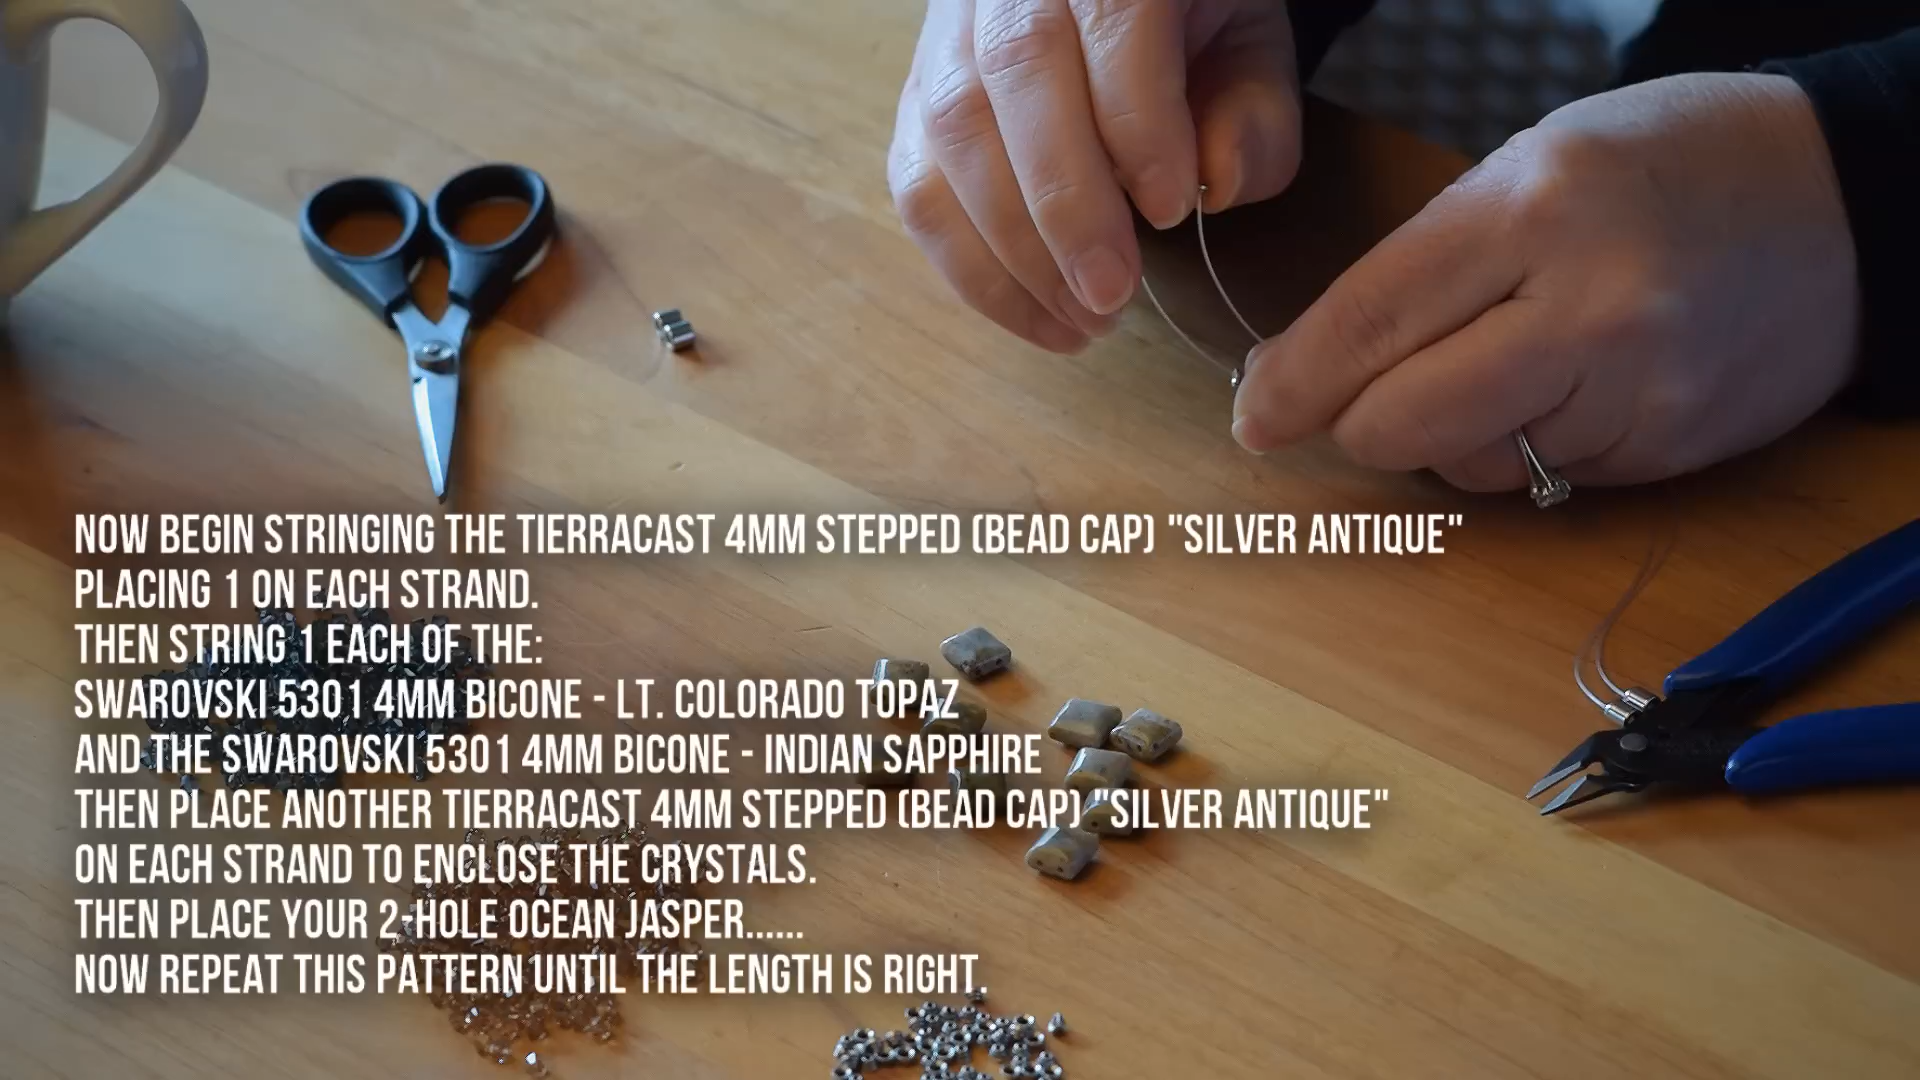 NOW BEGIN STRINGING THE TIERRACAST 4MM STEPPED (BEAD CAP) "SILVER ANTIQUE"
PLACING 1 ON EACH STRAND.
THEN STRING 1 EACH OF THE:
SWAROVSKI 5301 4MM BICONE - LT. COLORADO TOPAZ
AND THE SWAROVSKI 5301 4MM BICONE - INDIAN SAPPHIRE
THEN PLACE ANOTHER TIERRACAST 4MM STEPPED (BEAD CAP) "SILVER ANTIQUE"
ON EACH STRAND TO ENCLOSE THE CRYSTALS.
THEN PLACE YOUR 2-HOLE OCEAN JASPER......
NOW REPEAT THIS PATTERN UNTIL THE LENGTH IS RIGHT.